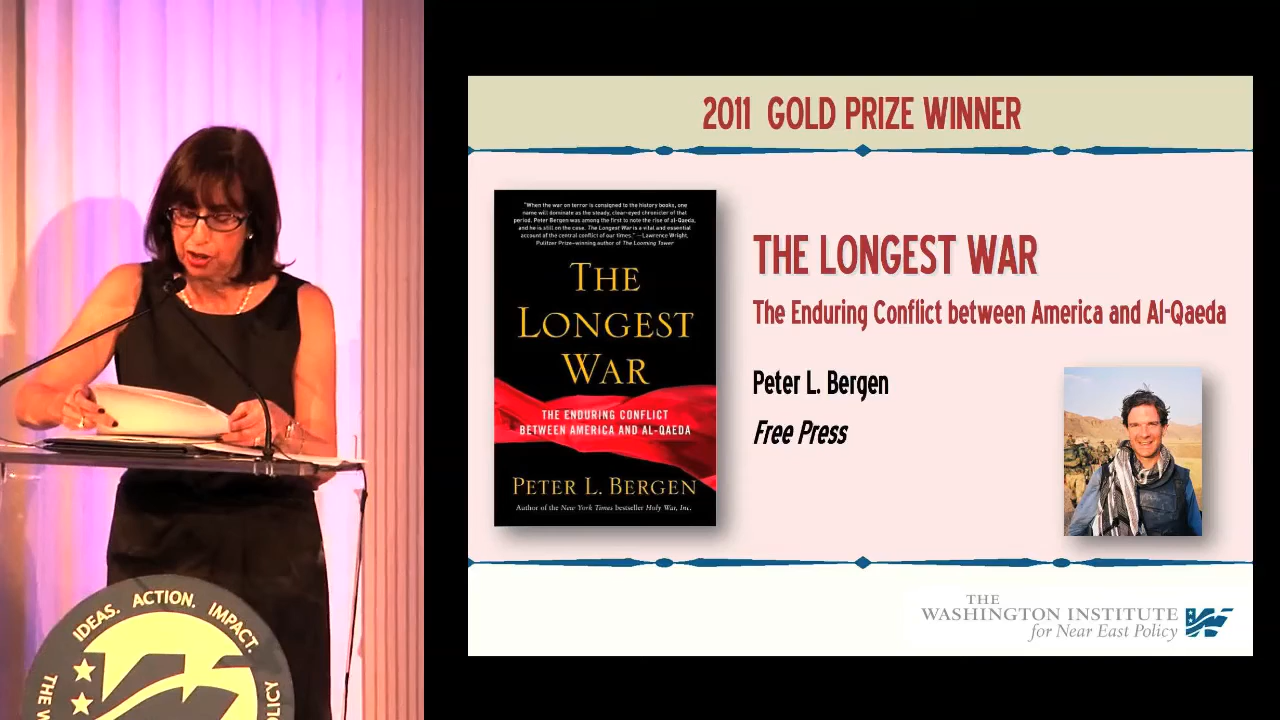 2011 GOLD PRIZE WINNER
"When the war on terror is consigned to the history books, one
name will dominate as the steady, clear-eyed chronicler of that
period. Peter Bergen was among the first to note the rise of al-Qaeda,
and he is still on the case. The Longest War is a vital and essential
account of the central conflict of our times." —Lawrence Wright,
Pulitzer Prize–winning author of The Looming Tower
THE
LONGEST
WAR
THE ENDURING CONFLICT
BETWEEN AMERICA AND AL-QAEDA
PETER L. BERGEN
Author of the New York Times bestseller Holy War, Inc.
THE LONGEST WAR
The Enduring Conflict between America and Al-Qaeda
Peter L. Bergen
Free Press
THE
WASHINGTON INSTITUTE
for Near East Policy
IDEAS. ACTION. IMPACT.
THE